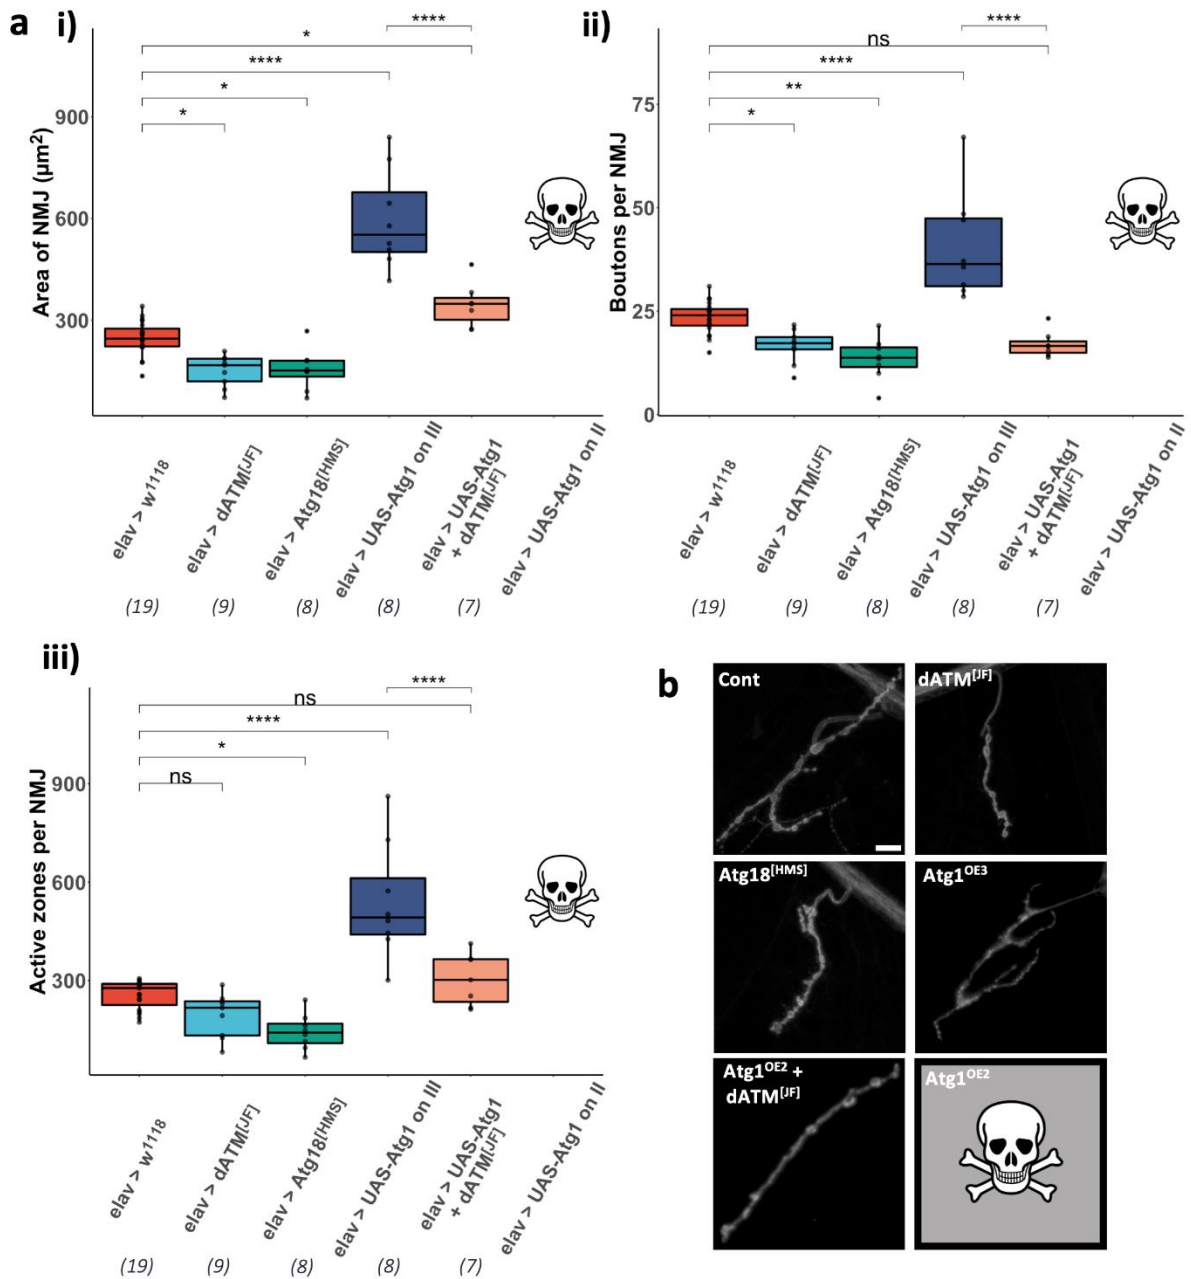 a i)
****
*
****
*
*
Area of NMJ (µm²)
900
600
300
elav > w¹¹¹⁸
elav > dATM[JF]
elav > Atg18[HMS]
elav > UAS-Atg1 on III
elav > UAS-Atg1
+ dATM[JF]
elav > UAS-Atg1 on II
(19) (9) (8) (8) (7)
ii)
****
ns
****
**
*
Boutons per NMJ
75
50
25
0
elav > w¹¹¹⁸
elav > dATM[JF]
elav > Atg18[HMS]
elav > UAS-Atg1 on III
elav > UAS-Atg1
+ dATM[JF]
elav > UAS-Atg1 on II
(19) (9) (8) (8) (7)
iii)
****
ns
****
*
ns
Active zones per NMJ
900
600
300
elav > w¹¹¹⁸
elav > dATM[JF]
elav > Atg18[HMS]
elav > UAS-Atg1 on III
elav > UAS-Atg1
+ dATM[JF]
elav > UAS-Atg1 on II
(19) (9) (8) (8) (7)
b
Cont
dATM[JF]
Atg18[HMS]
Atg1OE3
Atg1OE2 +
dATM[JF]
Atg1OE2